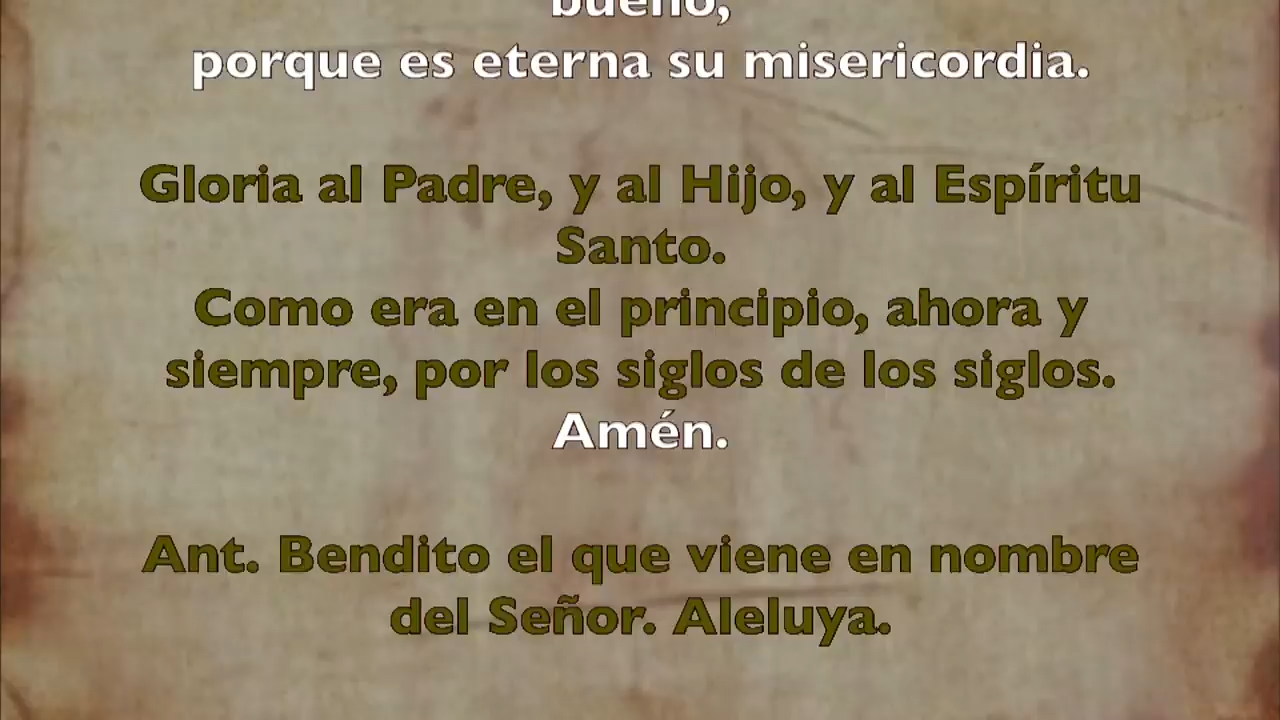 bueno,
porque es eterna su misericordia.
Gloria al Padre, y al Hijo, y al Espíritu
Santo.
Como era en el principio, ahora y
siempre, por los siglos de los siglos.
Amén.
Ant. Bendito el que viene en nombre
del Señor. Aleluya.